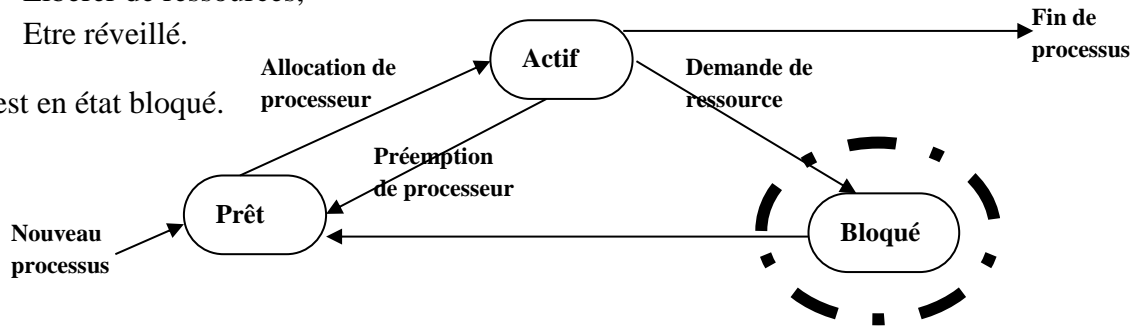 Libérer de ressources,
Etre réveillé.
est en état bloqué.
Allocation de
processeur
Actif
Fin de
processus
Demande de
ressource
Préemption
de processeur
Prêt
Bloqué
Nouveau
processus